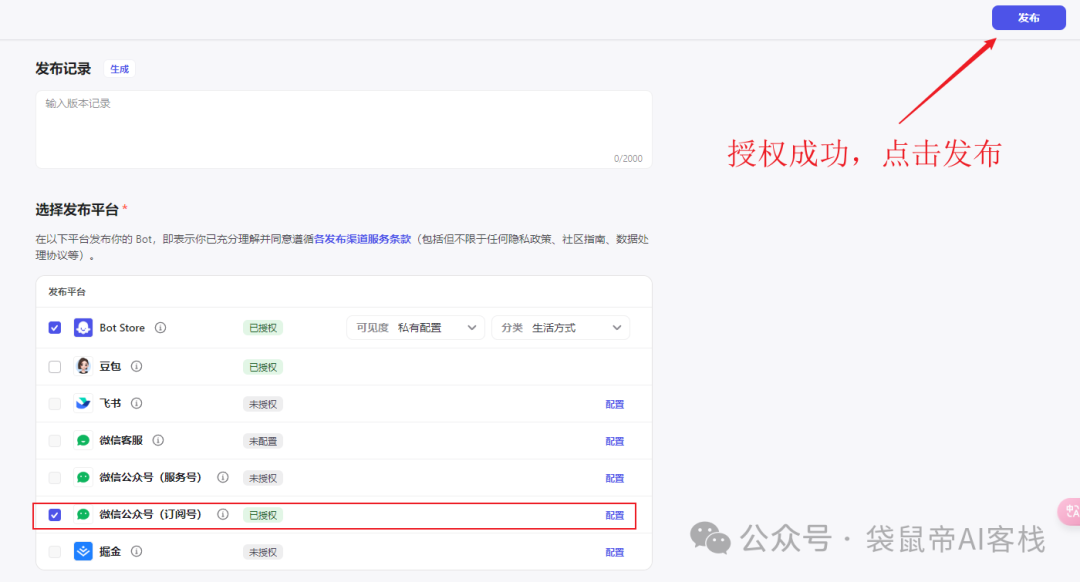 发布
发布记录 生成
输入版本记录
0/2000
授权成功，点击发布
选择发布平台*
在以下平台发布你的 Bot，即表示你已充分理解并同意遵循各发布渠道服务条款（包括但不限于任何隐私政策、社区指南、数据处
理协议等）。
发布平台
Bot Store 已授权 可见度 私有配置 分类 生活方式
豆包 已授权
飞书 未授权 配置
微信客服 未配置 配置
微信公众号（服务号） 未授权 配置
微信公众号（订阅号） 已授权 配置
掘金 未授权 配置
公众号 · 袋鼠帝AI客栈